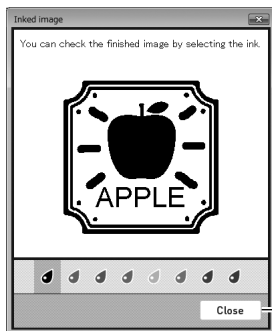 Inked image
You can check the finished image by selecting the ink.
APPLE
Close